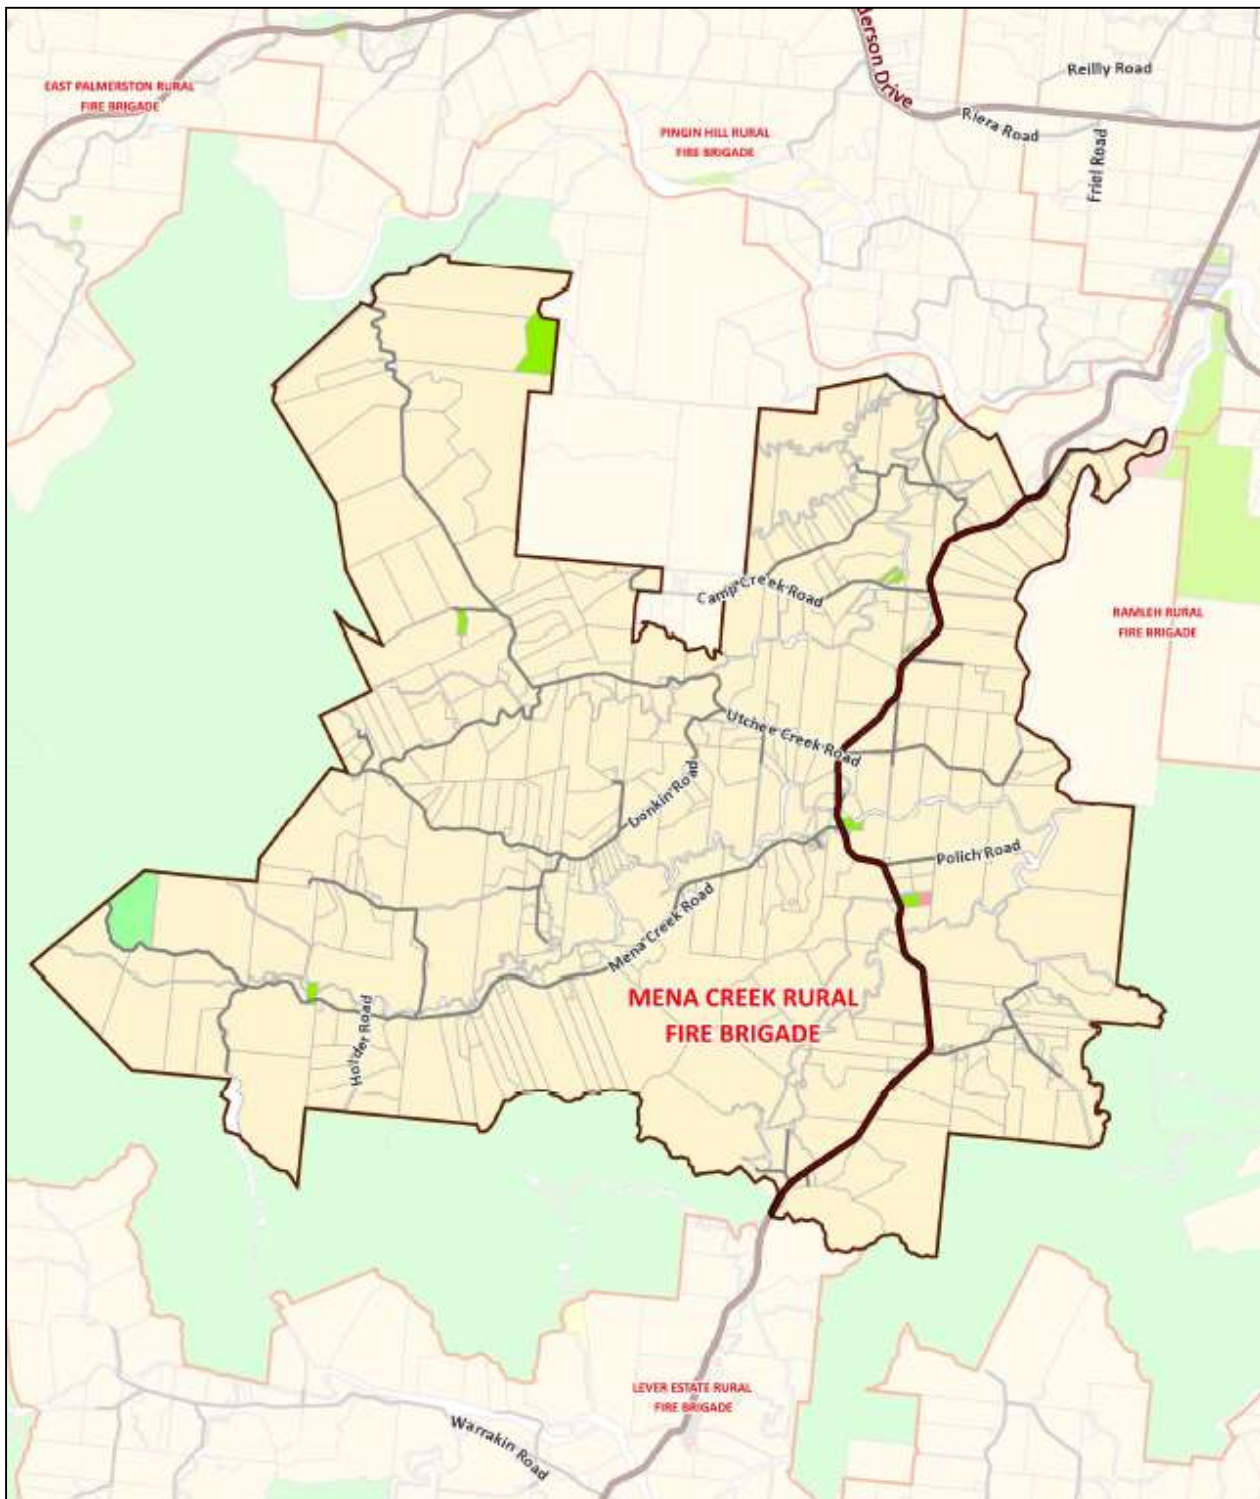 derson Drive
Reilly Road
EAST PALMERSTON RURAL
FIRE BRIGADE
Riera Road
PINGIN HILL RURAL
FIRE BRIGADE
Friel Road
Camp Creek Road
RAMLEH RURAL
FIRE BRIGADE
Utchee Creek Road
Donkin Road
Polich Road
Mena Creek Road
MENA CREEK RURAL
FIRE BRIGADE
Holder Road
LEVER ESTATE RURAL
FIRE BRIGADE
Warrakin Road